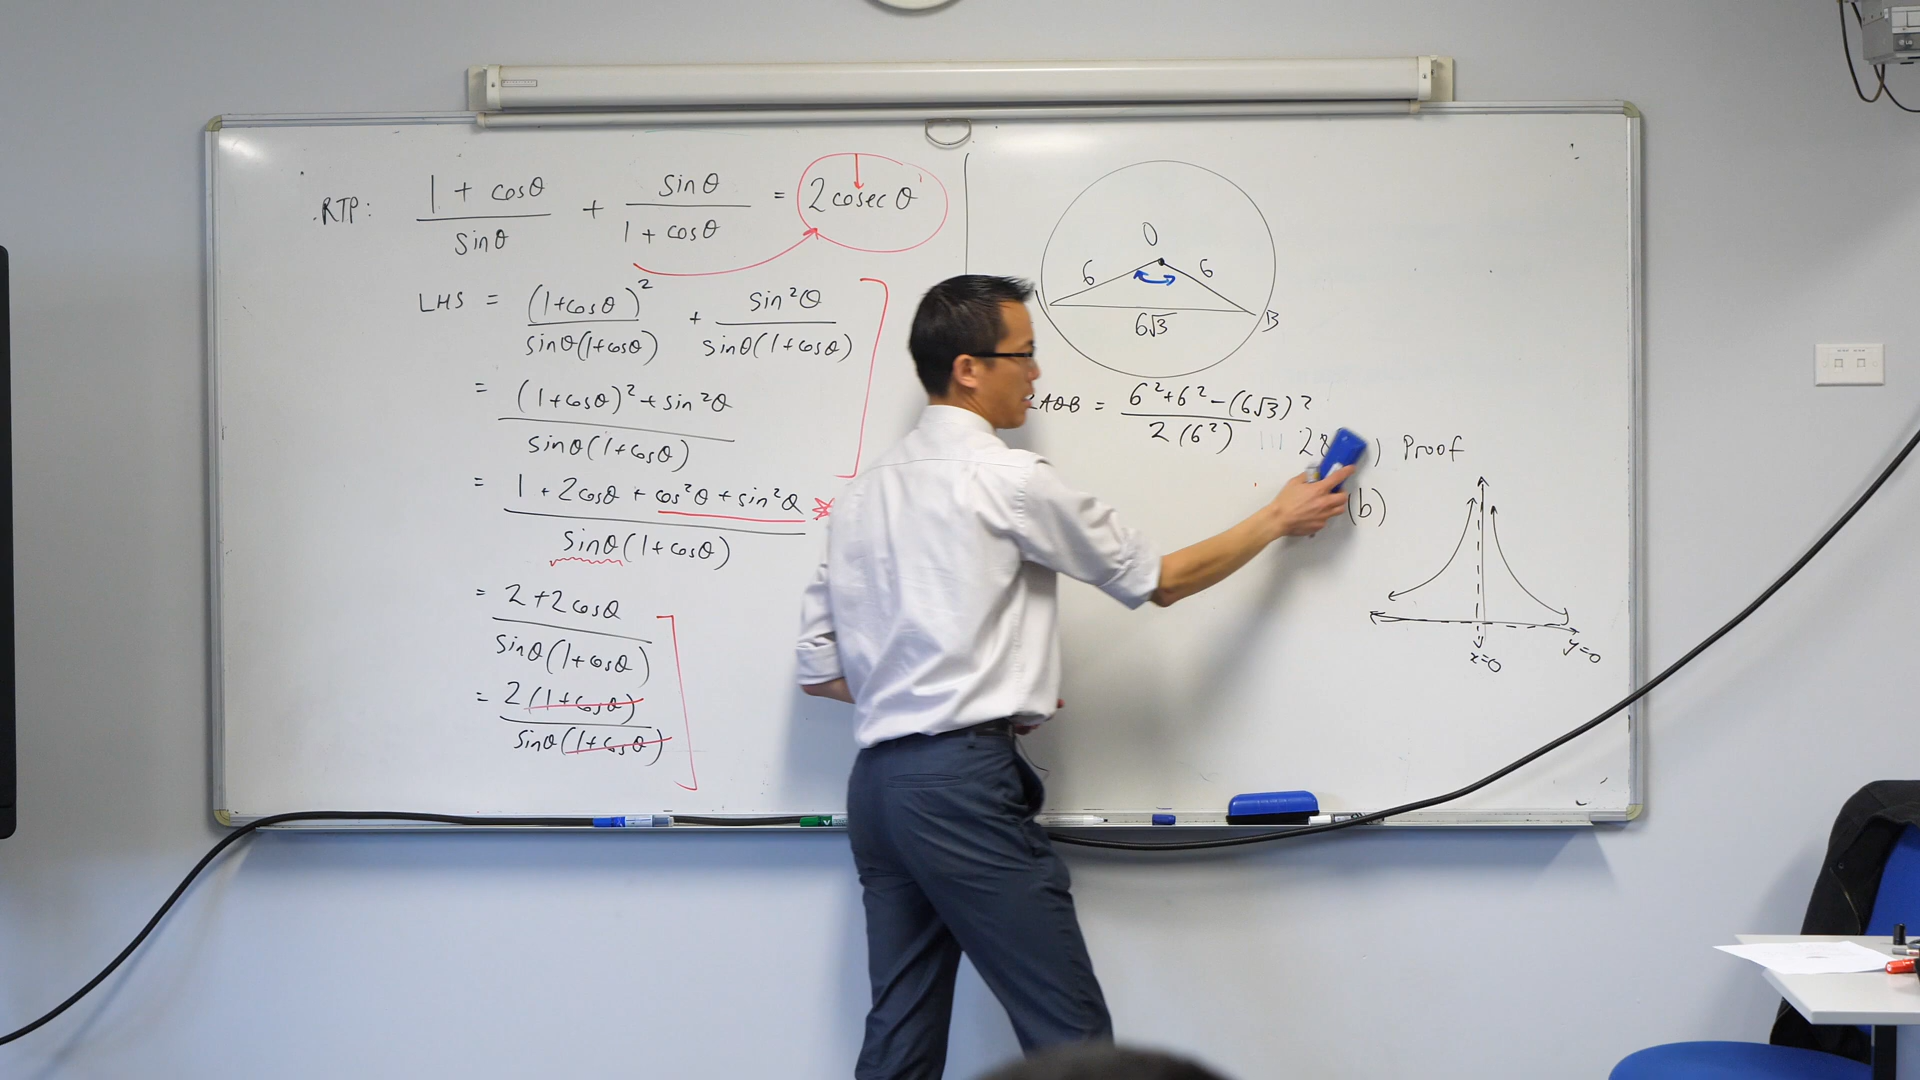 RTP: (1 + cosθ)/sinθ + sinθ/(1 + cosθ) = 2cosecθ
LHS = (1+cosθ)²/sinθ(1+cosθ) + sin²θ/sinθ(1+cosθ)
= ((1+cosθ)² + sin²θ)/sinθ(1+cosθ)
= (1 + 2cosθ + cos²θ + sin²θ)/sinθ(1+cosθ)
= (2 + 2cosθ)/sinθ(1+cosθ)
= 2(1+cosθ)/sinθ(1+cosθ)
O
6 6
6√3
B
AOB = (6² + 6² − (6√3)²)/2(6²)
) Proof
(b)
x=0
y=0